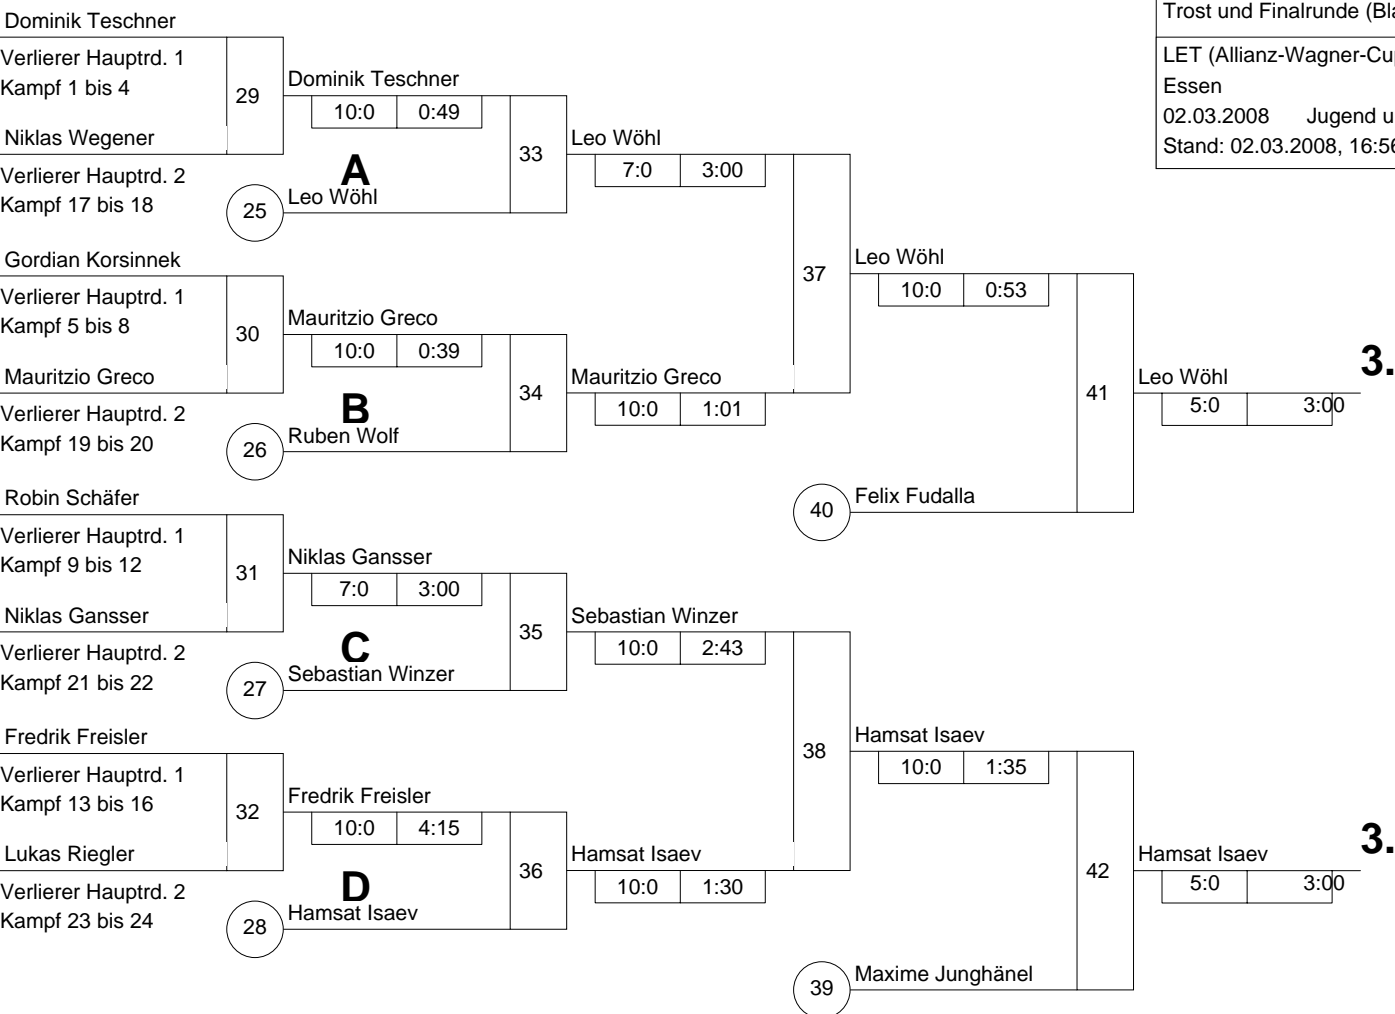 Trost und Finalrunde (Bla
LET (Allianz-Wagner-Cup
Essen
02.03.2008 Jugend u
Stand: 02.03.2008, 16:56
Dominik Teschner
Verlierer Hauptrd. 1
Kampf 1 bis 4
29
Niklas Wegener
Verlierer Hauptrd. 2
Kampf 17 bis 18
Dominik Teschner
10:0 0:49
A
25
Leo Wöhl
33
Leo Wöhl
7:0 3:00
Gordian Korsinnek
Verlierer Hauptrd. 1
Kampf 5 bis 8
30
Mauritzio Greco
Verlierer Hauptrd. 2
Kampf 19 bis 20
Mauritzio Greco
10:0 0:39
B
26
Ruben Wolf
34
Mauritzio Greco
10:0 1:01
37
Leo Wöhl
10:0 0:53
40
Felix Fudalla
41
Leo Wöhl
5:0 3:00
3.
Robin Schäfer
Verlierer Hauptrd. 1
Kampf 9 bis 12
31
Niklas Gansser
Verlierer Hauptrd. 2
Kampf 21 bis 22
Niklas Gansser
7:0 3:00
C
27
Sebastian Winzer
35
Sebastian Winzer
10:0 2:43
Fredrik Freisler
Verlierer Hauptrd. 1
Kampf 13 bis 16
32
Lukas Riegler
Verlierer Hauptrd. 2
Kampf 23 bis 24
Fredrik Freisler
10:0 4:15
D
28
Hamsat Isaev
36
Hamsat Isaev
10:0 1:30
38
Hamsat Isaev
10:0 1:35
39
Maxime Junghänel
42
Hamsat Isaev
5:0 3:00
3.